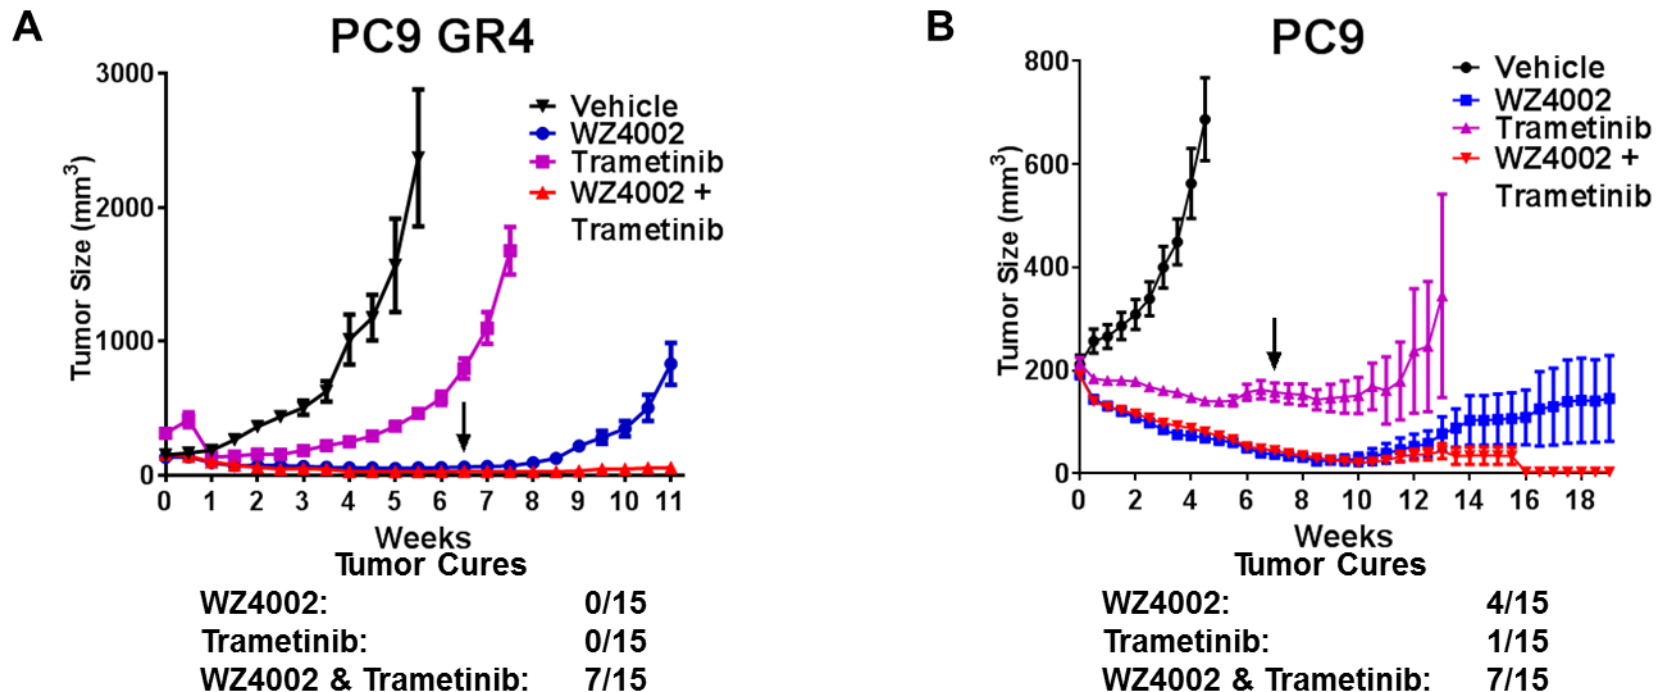 A
PC9 GR4
3000
2000
1000
0
Tumor Size (mm³)
Vehicle
WZ4002
Trametinib
WZ4002 +
Trametinib
0 1 2 3 4 5 6 7 8 9 10 11
Weeks
Tumor Cures
WZ4002: 0/15
Trametinib: 0/15
WZ4002 & Trametinib: 7/15
B
PC9
800
600
400
200
0
Tumor Size (mm³)
Vehicle
WZ4002
Trametinib
WZ4002 +
Trametinib
0 2 4 6 8 10 12 14 16 18
Weeks
Tumor Cures
WZ4002: 4/15
Trametinib: 1/15
WZ4002 & Trametinib: 7/15